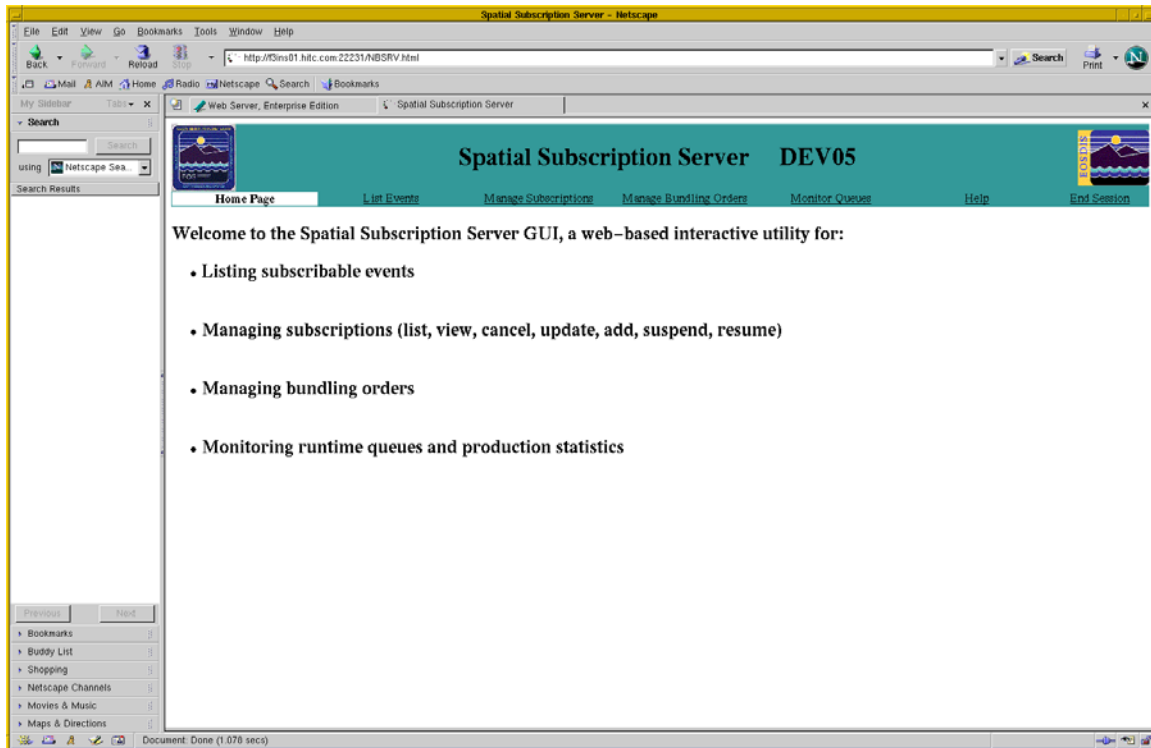 Spatial Subscription Server - Netscape
File Edit View Go Bookmarks Tools Window Help
Back Forward Reload Stop http://f3ins01.hitc.com:22231/NBSRV.html Search Print
Mail AIM Home Radio Netscape Search Bookmarks
My Sidebar Tabs Web Server, Enterprise Edition Spatial Subscription Server
Search
Search
using Netscape Sea...
Search Results
Spatial Subscription Server DEV05
EOSDIS
Home Page List Events Manage Subscriptions Manage Bundling Orders Monitor Queues Help End Session
Welcome to the Spatial Subscription Server GUI, a web-based interactive utility for:
• Listing subscribable events
• Managing subscriptions (list, view, cancel, update, add, suspend, resume)
• Managing bundling orders
• Monitoring runtime queues and production statistics
Previous Next
Bookmarks
Buddy List
Shopping
Netscape Channels
Movies & Music
Maps & Directions
Document: Done (1.078 secs)